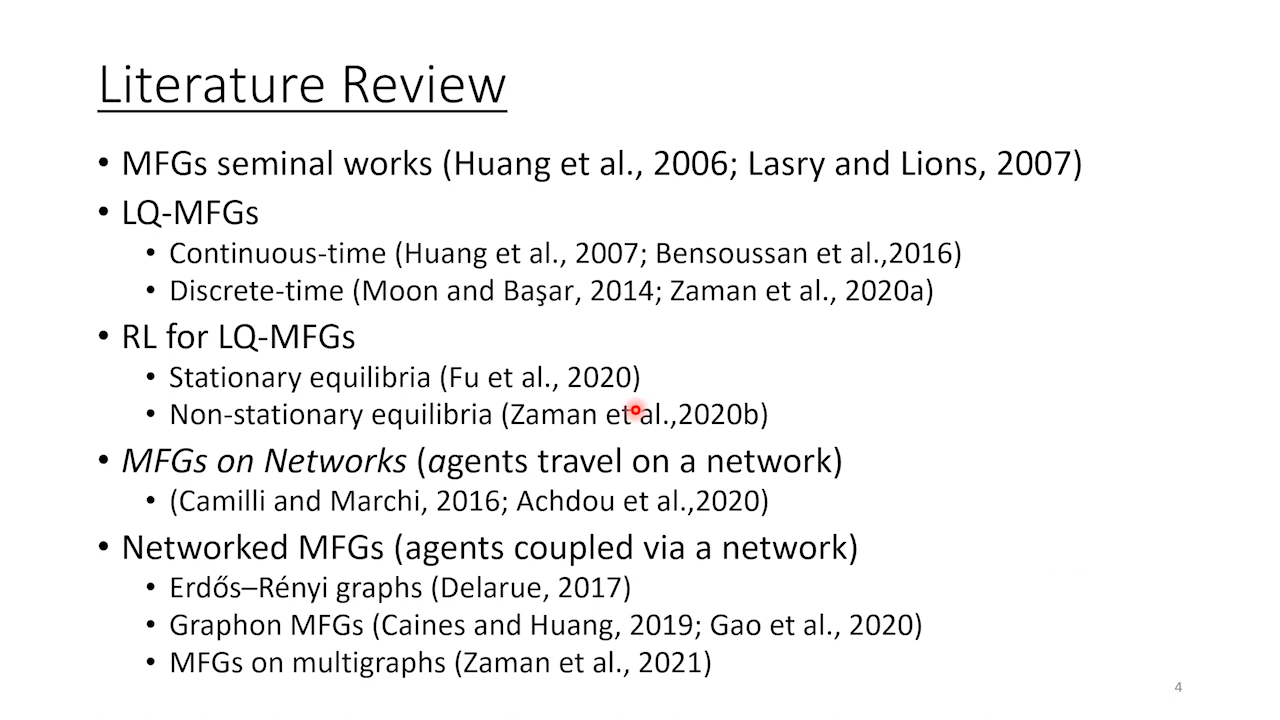 Literature Review
• MFGs seminal works (Huang et al., 2006; Lasry and Lions, 2007)
• LQ-MFGs
• Continuous-time (Huang et al., 2007; Bensoussan et al.,2016)
• Discrete-time (Moon and Başar, 2014; Zaman et al., 2020a)
• RL for LQ-MFGs
• Stationary equilibria (Fu et al., 2020)
• Non-stationary equilibria (Zaman et al.,2020b)
• MFGs on Networks (agents travel on a network)
• (Camilli and Marchi, 2016; Achdou et al.,2020)
• Networked MFGs (agents coupled via a network)
• Erdős–Rényi graphs (Delarue, 2017)
• Graphon MFGs (Caines and Huang, 2019; Gao et al., 2020)
• MFGs on multigraphs (Zaman et al., 2021)
4